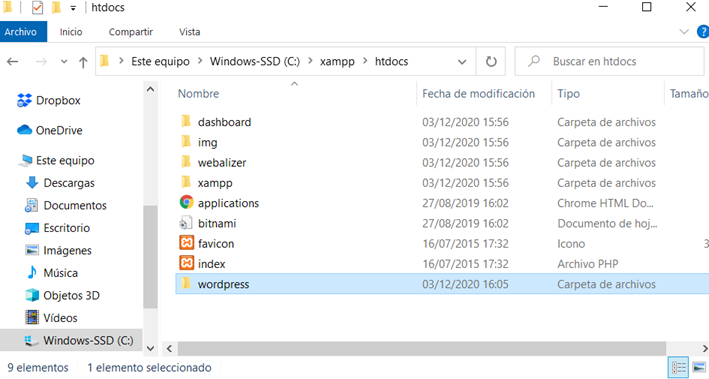 htdocs
Archivo Inicio Compartir Vista
Este equipo Windows-SSD (C:) xampp htdocs Buscar en htdocs
Nombre Fecha de modificación Tipo Tamaño
Dropbox
OneDrive
Este equipo
Descargas
Documentos
Escritorio
Imágenes
Música
Objetos 3D
Vídeos
Windows-SSD (C:)
dashboard 03/12/2020 15:56 Carpeta de archivos
img 03/12/2020 15:56 Carpeta de archivos
webalizer 03/12/2020 15:56 Carpeta de archivos
xampp 03/12/2020 15:56 Carpeta de archivos
applications 27/08/2019 16:02 Chrome HTML Do...
bitnami 27/08/2019 16:02 Documento de hoj...
favicon 16/07/2015 17:32 Icono 3
index 16/07/2015 17:32 Archivo PHP
wordpress 03/12/2020 16:05 Carpeta de archivos
9 elementos 1 elemento seleccionado